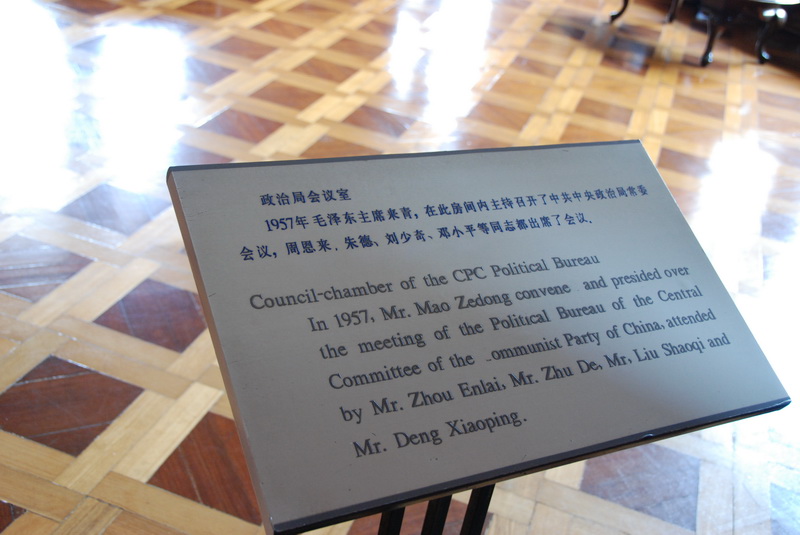 政治局会议室
1957年毛泽东主席来青，在此房间内主持召开了中共中央政治局常委
会议，周恩来、朱德、刘少奇、邓小平等同志都出席了会议。
Council-chamber of the CPC Political Bureau
In 1957, Mr. Mao Zedong convene and presided over
the meeting of the Political Bureau of the Central
Committee of the ommunist Party of China, attended
by Mr. Zhou Enlai, Mr. Zhu De, Mr, Liu Shaoqi and
Mr. Deng Xiaoping.